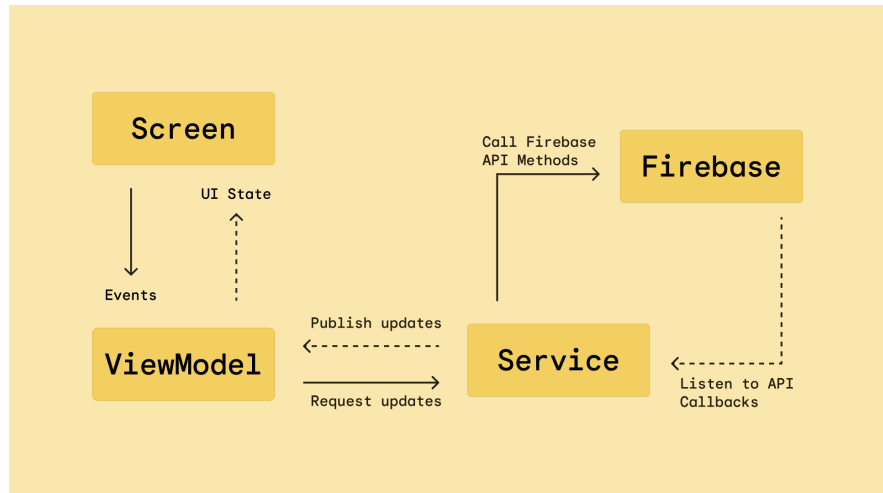 Screen
UI State
Events
ViewModel
Publish updates
Request updates
Call Firebase
API Methods
Firebase
Service
Listen to API
Callbacks